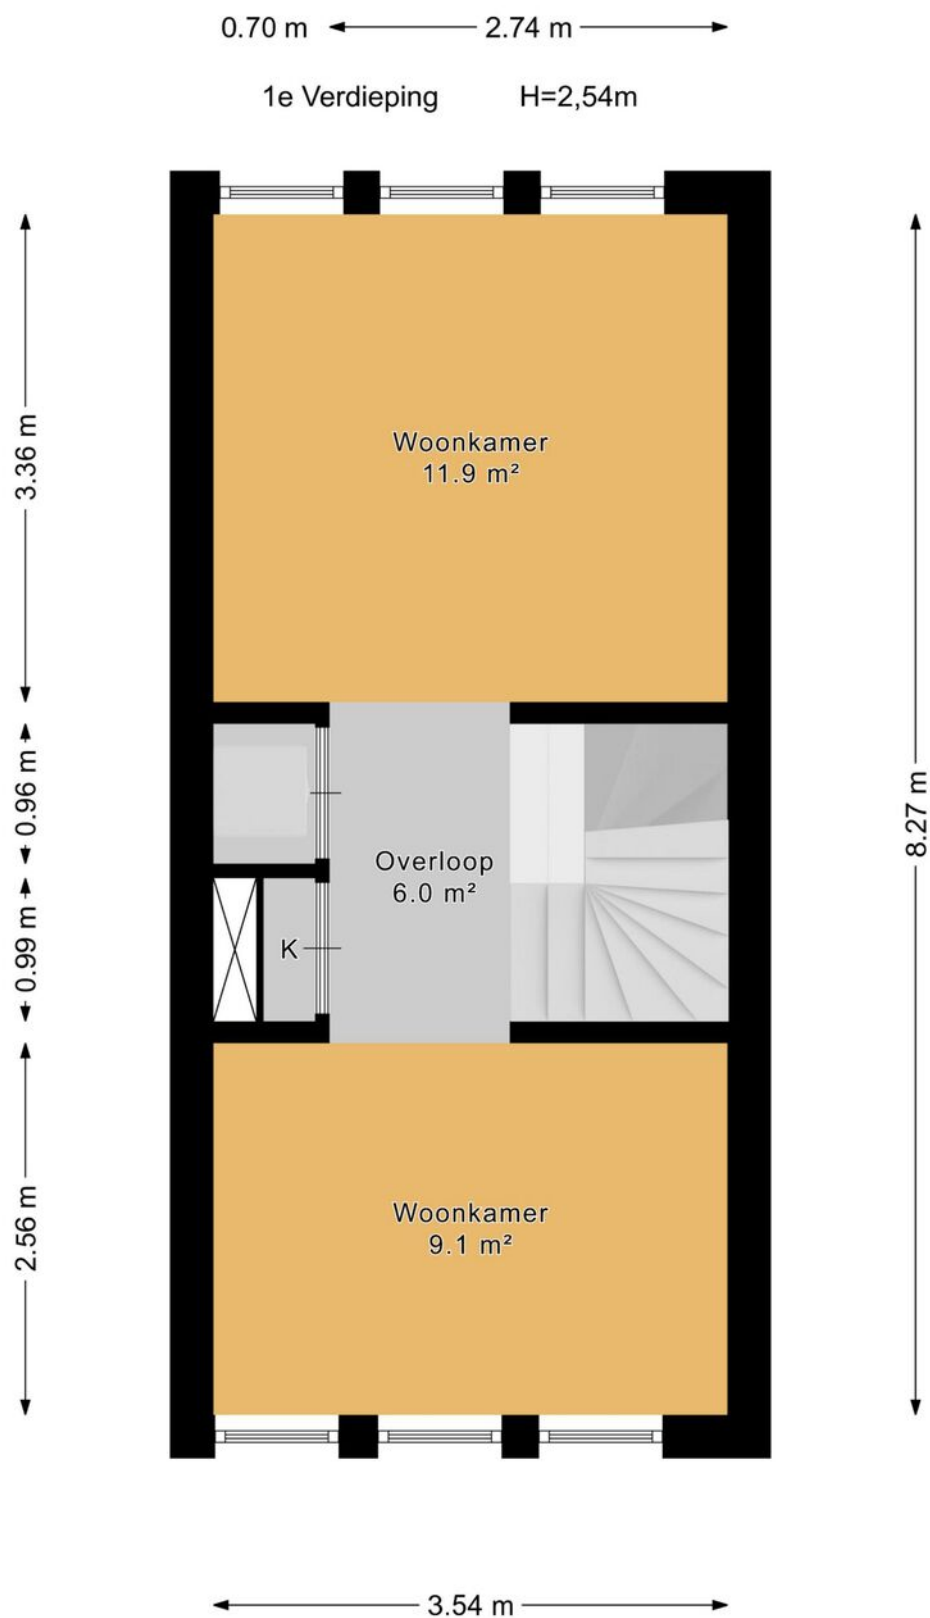 0.70 m 2.74 m
1e Verdieping H=2,54m
3.36 m
Woonkamer
11.9 m²
0.96 m
8.27 m
Overloop
6.0 m²
0.99 m
K
2.56 m
Woonkamer
9.1 m²
3.54 m